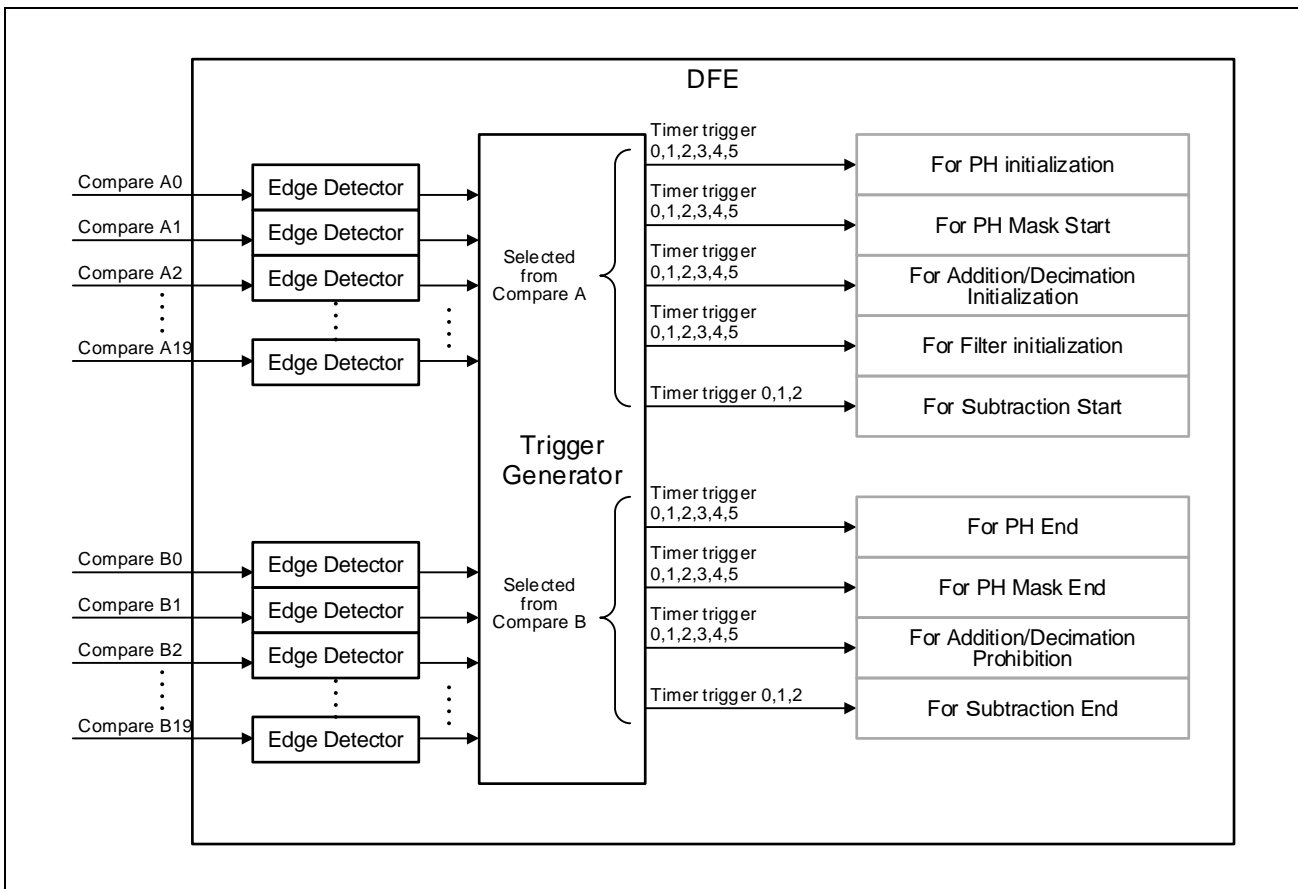 DFE
Compare A0
Compare A1
Compare A2
Compare A19
Edge Detector
Edge Detector
Edge Detector
Edge Detector
Compare B0
Compare B1
Compare B2
Compare B19
Edge Detector
Edge Detector
Edge Detector
Edge Detector
Selected
from
Compare A
Trigger
Generator
Selected
from
Compare B
Timer trigger
0,1,2,3,4,5
Timer trigger
0,1,2,3,4,5
Timer trigger
0,1,2,3,4,5
Timer trigger
0,1,2,3,4,5
Timer trigger 0,1,2
For PH initialization
For PH Mask Start
For Addition/Decimation
Initialization
For Filter initialization
For Subtraction Start
Timer trigger
0,1,2,3,4,5
Timer trigger
0,1,2,3,4,5
Timer trigger
0,1,2,3,4,5
Timer trigger 0,1,2
For PH End
For PH Mask End
For Addition/Decimation
Prohibition
For Subtraction End